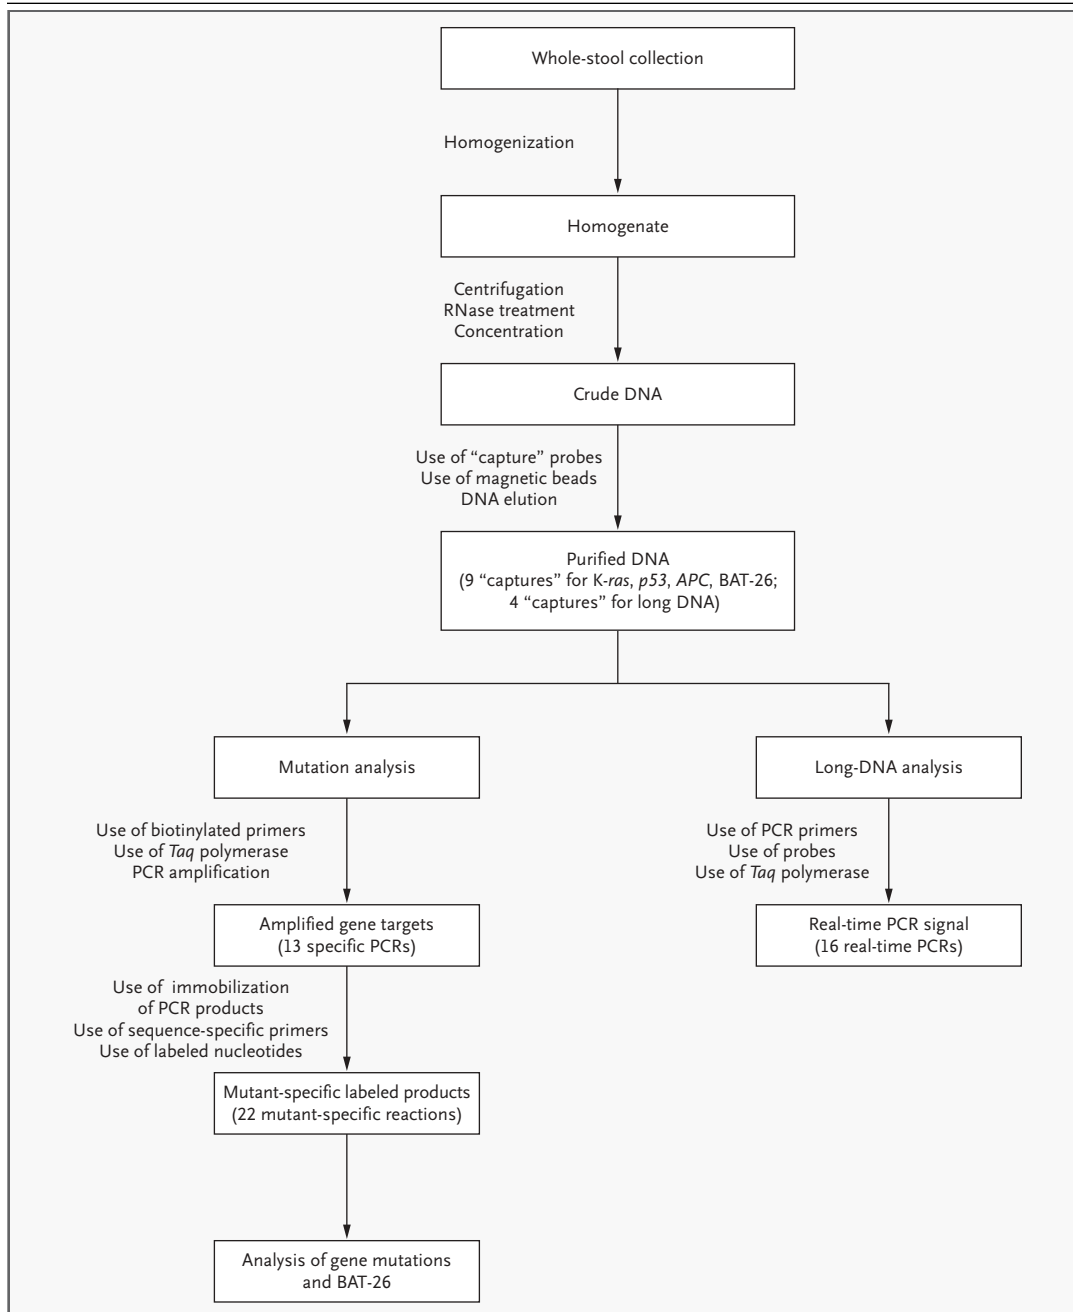 Whole-stool collection
Homogenization
Homogenate
Centrifugation
RNase treatment
Concentration
Crude DNA
Use of “capture” probes
Use of magnetic beads
DNA elution
Purified DNA
(9 “captures” for K-ras, p53, APC, BAT-26;
4 “captures” for long DNA)
Mutation analysis
Use of biotinylated primers
Use of Taq polymerase
PCR amplification
Amplified gene targets
(13 specific PCRs)
Use of immobilization
of PCR products
Use of sequence-specific primers
Use of labeled nucleotides
Mutant-specific labeled products
(22 mutant-specific reactions)
Analysis of gene mutations
and BAT-26
Long-DNA analysis
Use of PCR primers
Use of probes
Use of Taq polymerase
Real-time PCR signal
(16 real-time PCRs)